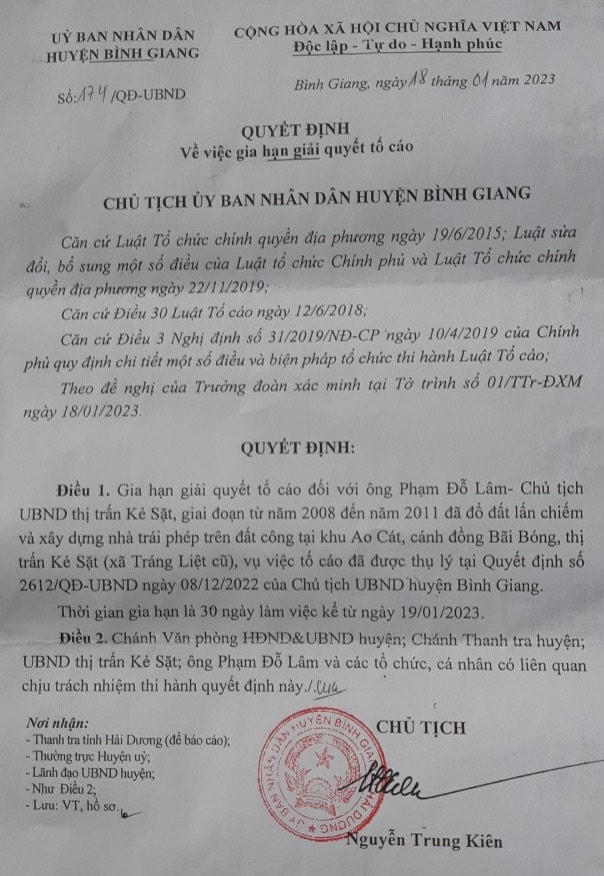 UỶ BAN NHÂN DÂN
HUYỆN BÌNH GIANG
CỘNG HÒA XÃ HỘI CHỦ NGHĨA VIỆT NAM
Độc lập - Tự do - Hạnh phúc
Số:174/QĐ-UBND
Bình Giang, ngày 18 tháng 01 năm 2023
QUYẾT ĐỊNH
Về việc gia hạn giải quyết tố cáo
CHỦ TỊCH ỦY BAN NHÂN DÂN HUYỆN BÌNH GIANG
Căn cứ Luật Tổ chức chính quyền địa phương ngày 19/6/2015; Luật sửa
đổi, bổ sung một số điều của Luật tổ chức Chính phủ và Luật Tổ chức chính
quyền địa phương ngày 22/11/2019;
Căn cứ Điều 30 Luật Tố cáo ngày 12/6/2018;
Căn cứ Điều 3 Nghị định số 31/2019/NĐ-CP ngày 10/4/2019 của Chính
phủ quy định chi tiết một số điều và biện pháp tổ chức thi hành Luật Tố cáo;
Theo đề nghị của Trưởng đoàn xác minh tại Tờ trình số 01/TTr-ĐXM
ngày 18/01/2023.
QUYẾT ĐỊNH:
Điều 1. Gia hạn giải quyết tố cáo đối với ông Phạm Đỗ Lâm- Chủ tịch
UBND thị trấn Kẻ Sặt, giai đoạn từ năm 2008 đến năm 2011 đã đổ đất lấn chiếm
và xây dựng nhà trái phép trên đất công tại khu Ao Cát, cánh đồng Bãi Bóng, thị
trấn Kẻ Sặt (xã Tráng Liệt cũ), vụ việc tố cáo đã được thụ lý tại Quyết định số
2612/QĐ-UBND ngày 08/12/2022 của Chủ tịch UBND huyện Bình Giang.
Thời gian gia hạn là 30 ngày làm việc kể từ ngày 19/01/2023.
Điều 2. Chánh Văn phòng HĐND&UBND huyện; Chánh Thanh tra huyện;
UBND thị trấn Kẻ Sặt; ông Phạm Đỗ Lâm và các tổ chức, cá nhân có liên quan
chịu trách nhiệm thi hành quyết định này./.
Nơi nhận:
- Thanh tra tỉnh Hải Dương (để báo cáo);
- Thường trực Huyện uỷ;
- Lãnh đạo UBND huyện;
- Như Điều 2;
- Lưu: VT, hồ sơ.
CHỦ TỊCH
ỦY BAN NHÂN DÂN HUYỆN BÌNH GIANG HẢI DƯƠNG
Nguyễn Trung Kiên